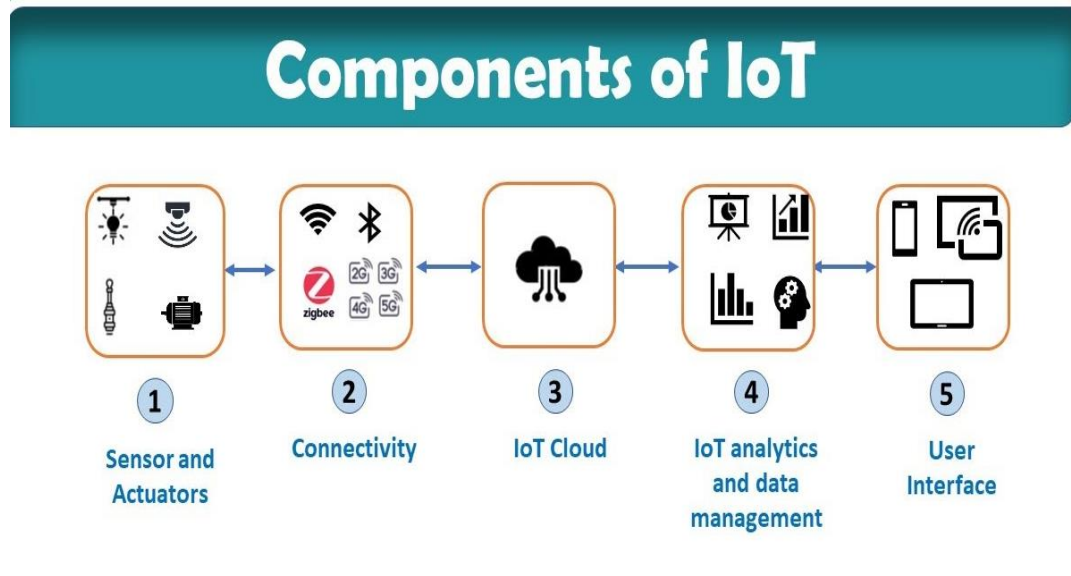 Components of IoT
zigbee
2G 3G
4G 5G
1
Sensor and
Actuators
2
Connectivity
3
IoT Cloud
4
IoT analytics
and data
management
5
User
Interface